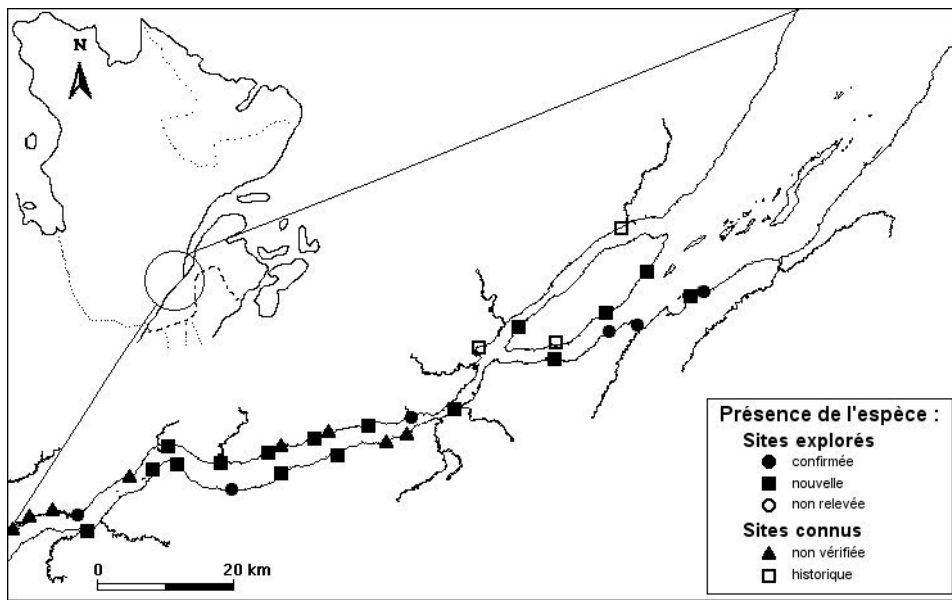 N
Présence de l'espèce :
Sites explorés
confirmée
nouvelle
non relevée
Sites connus
non vérifiée
historique
0 20 km